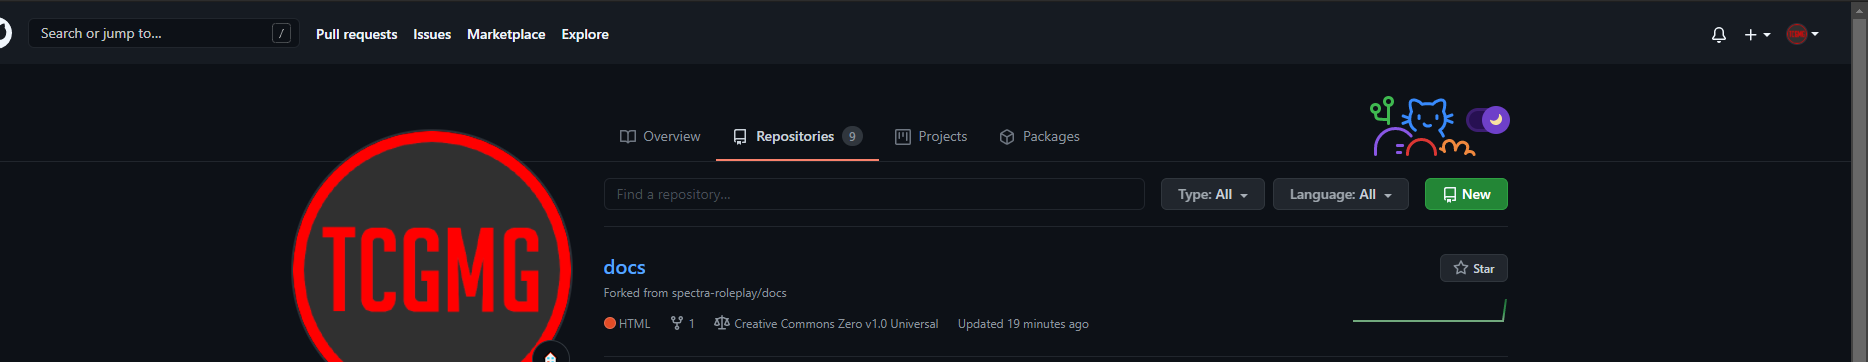 Search or jump to... /
Pull requests Issues Marketplace Explore
TCGMG
Overview Repositories 9 Projects Packages
Find a repository... Type: All Language: All New
TCGMG
docs
Star
Forked from spectra-roleplay/docs
HTML 1 Creative Commons Zero v1.0 Universal Updated 19 minutes ago